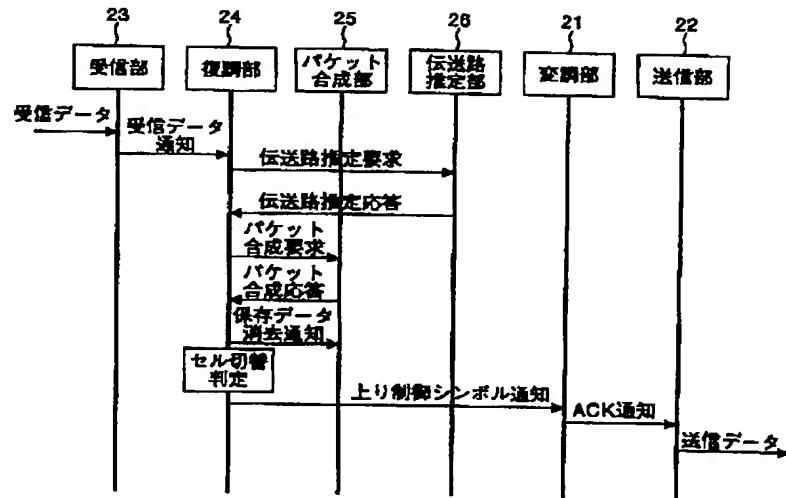 23
24
25
26
21
22
受信部
復調部
パケット
合成部
伝送路
推定部
変調部
送信部
受信データ
受信データ
通知
伝送路推定要求
伝送路推定応答
パケット
合成要求
パケット
合成応答
保存データ
消去通知
セル切替
判定
上り制御シンボル通知
ACK通知
送信データ